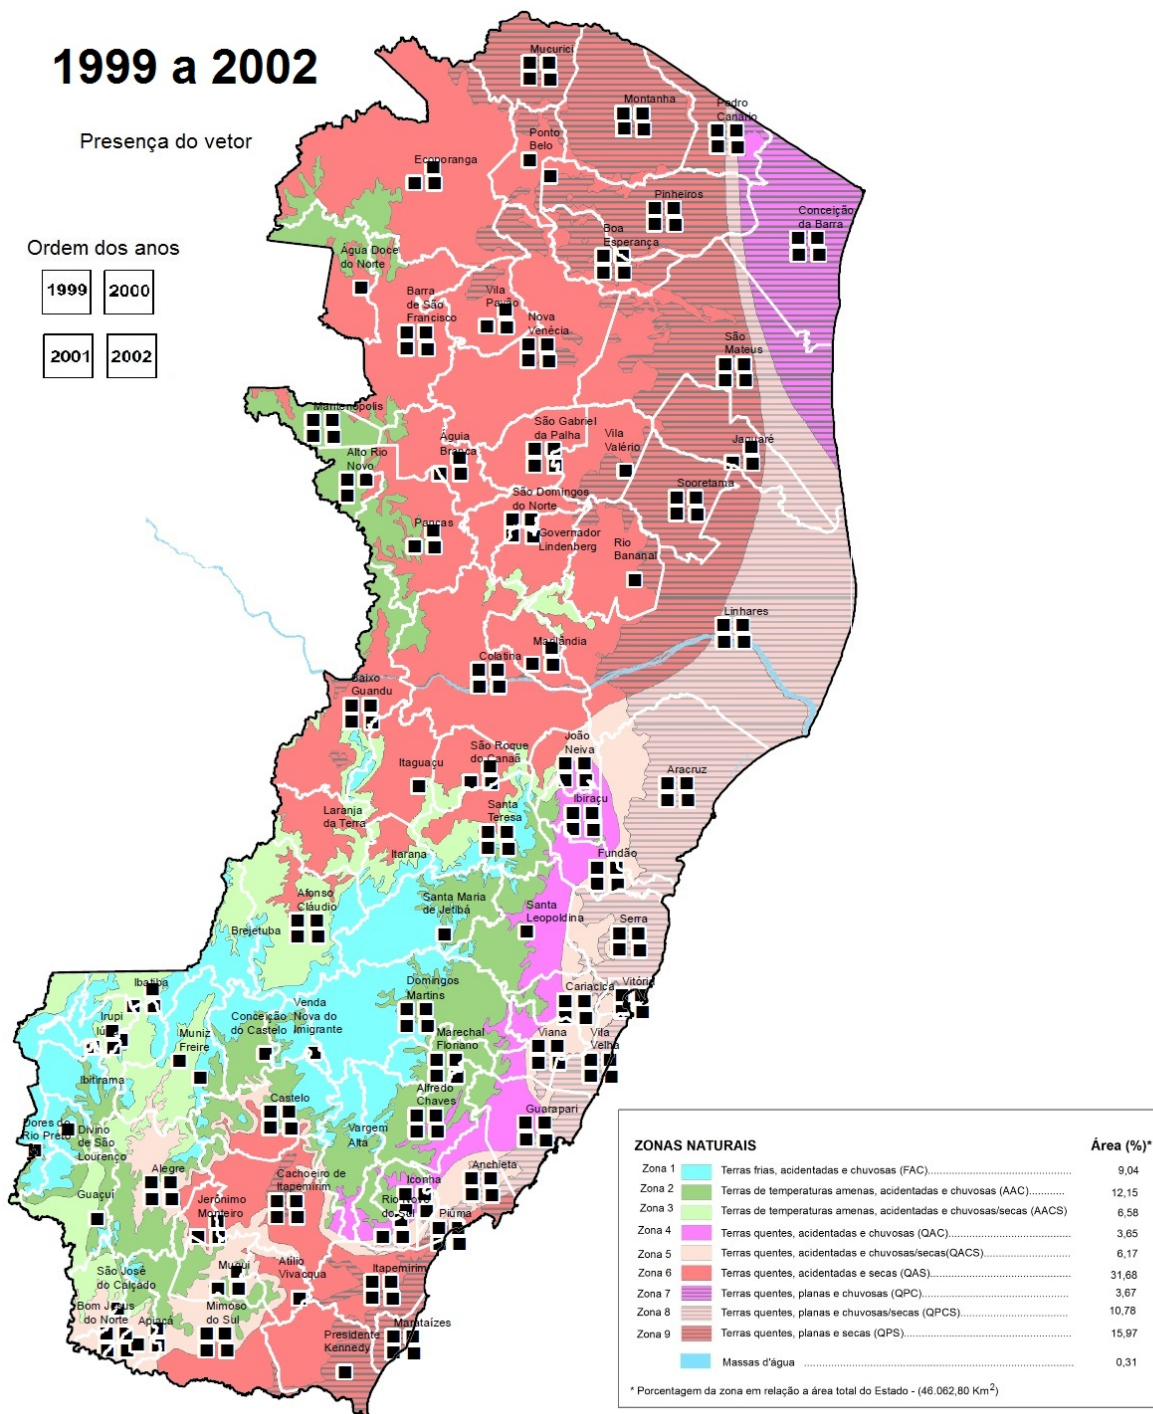 1999 a 2002
Presença do vetor
Ordem dos anos
1999 2000
2001 2002
Mucurici
Montanha
Pedro
Canário
Ponto
Belo
Ecoporanga
Pinheiros
Conceição
da Barra
Boa
Esperança
Água Doce
do Norte
Barra
de São
Francisco
Vila
Pavão
Nova
Venécia
São
Mateus
Mantenópolis
Águia
Branca
São Gabriel
da Palha
Vila
Valério
Jaguaré
Alto Rio
Novo
Sooretama
São Domingos
do Norte
Pancas
Governador
Lindenberg
Rio
Bananal
Linhares
Marilândia
Colatina
Baixo
Guandu
João
Neiva
São Roque
do Canaã
Itaguaçu
Aracruz
Ibiraçu
Laranja
da Terra
Santa
Teresa
Itarana
Fundão
Afonso
Cláudio
Santa Maria
de Jetibá
Santa
Leopoldina
Brejetuba
Serra
Ibatiba
Domingos
Martins
Cariacica
Vitória
Irupi
Iúna
Muniz
Freire
Conceição
do Castelo
Venda
Nova do
Imigrante
Marechal
Floriano
Viana
Vila
Velha
Ibitirama
Castelo
Alfredo
Chaves
Guarapari
Dores do
Rio Preto
Divino
de São
Lourenço
Vargem
Alta
Alegre
Cachoeiro de
Itapemirim
Anchieta
Guaçuí
Jerônimo
Monteiro
Iconha
Rio Novo
do Sul
Piúma
São José
do Calçado
Muqui
Atílio
Vivacqua
Itapemirim
Bom Jesus
do Norte
Apiacá
Mimoso
do Sul
Presidente
Kennedy
Marataízes
ZONAS NATURAIS Área (%)*
Zona 1 Terras frias, acidentadas e chuvosas (FAC) 9,04
Zona 2 Terras de temperaturas amenas, acidentadas e chuvosas (AAC) 12,15
Zona 3 Terras de temperaturas amenas, acidentadas e chuvosas/secas (AACS) 6,58
Zona 4 Terras quentes, acidentadas e chuvosas (QAC) 3,65
Zona 5 Terras quentes, acidentadas e chuvosas/secas(QACS) 6,17
Zona 6 Terras quentes, acidentadas e secas (QAS) 31,68
Zona 7 Terras quentes, planas e chuvosas (QPC) 3,67
Zona 8 Terras quentes, planas e chuvosas/secas (QPCS) 10,78
Zona 9 Terras quentes, planas e secas (QPS) 15,97
Massas d'água 0,31
* Porcentagem da zona em relação a área total do Estado - (46.062,80 Km²)